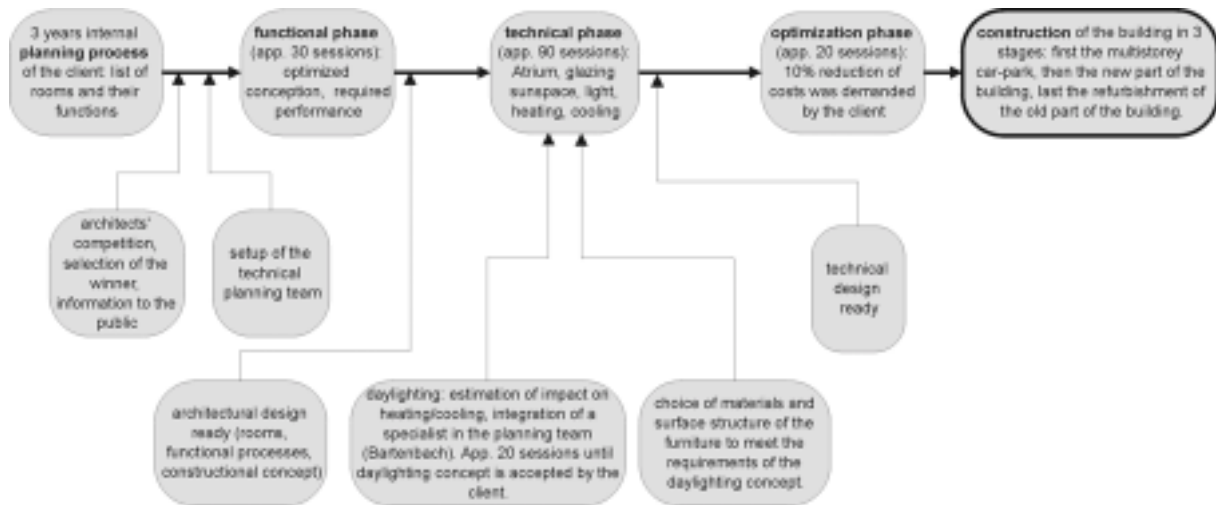 3 years internal
planning process
of the client: list of
rooms and their
functions
functional phase
(app. 30 sessions):
optimized
conception, required
performance
technical phase
(app. 90 sessions):
Atrium, glazing
sunspace, light,
heating, cooling
optimization phase
(app. 20 sessions):
10% reduction of
costs was demanded
by the client
construction of the building in 3
stages: first the multistorey
car-park, then the new part of the
building, last the refurbishment of
the old part of the building.
architects'
competition,
selection of the
winner,
information to the
public
setup of the
technical
planning team
technical
design
ready
architectural design
ready (rooms,
functional processes,
constructional concept)
daylighting: estimation of impact on
heating/cooling, integration of a
specialist in the planning team
(Bartenbach). App. 20 sessions until
daylighting concept is accepted by the
client.
choice of materials and
surface structure of the
furniture to meet the
requirements of the
daylighting concept.